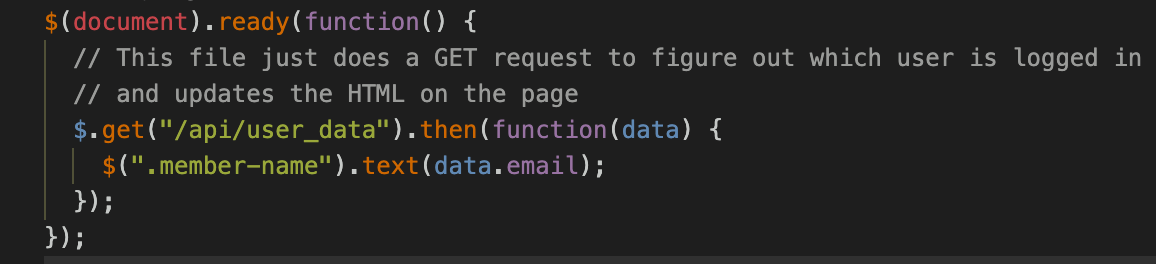 $(document).ready(function() {
// This file just does a GET request to figure out which user is logged in
// and updates the HTML on the page
$.get("/api/user_data").then(function(data) {
$(".member-name").text(data.email);
});
});